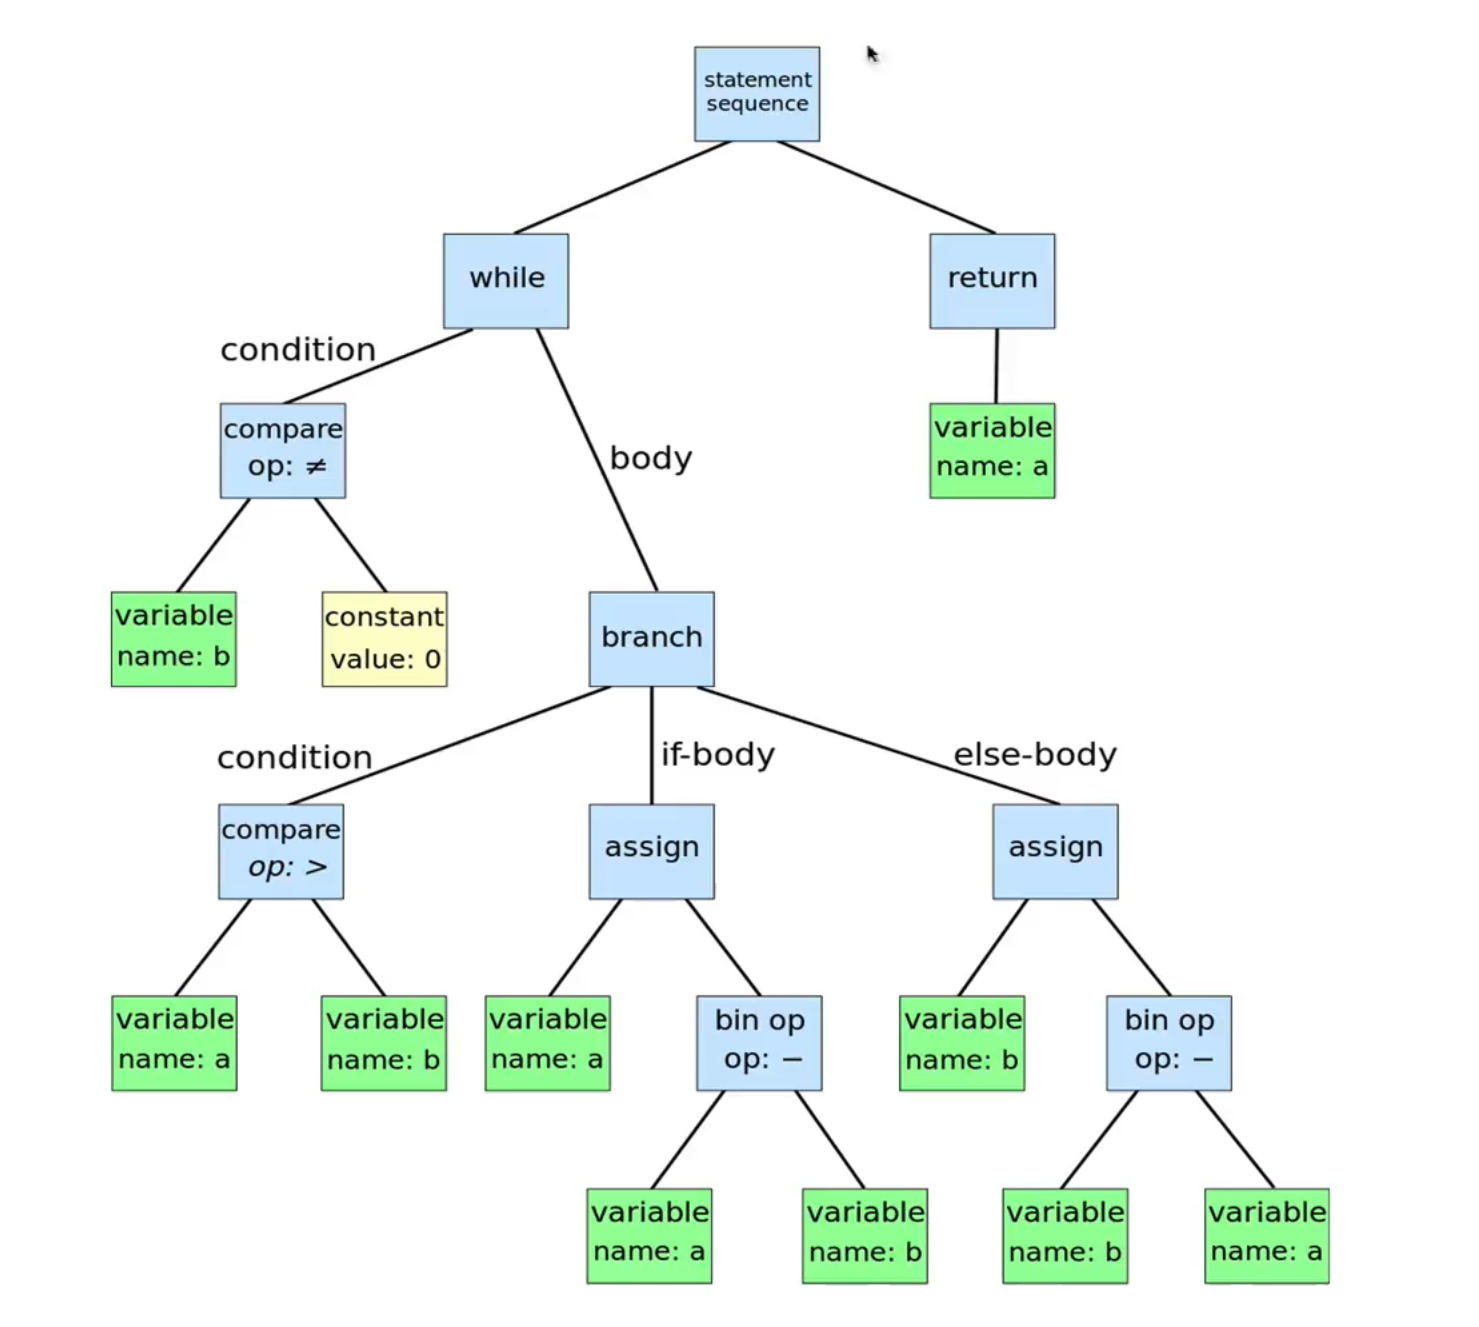 statement
sequence
while
return
condition
compare
op: ≠
body
variable
name: a
variable
name: b
constant
value: 0
branch
condition
if-body
else-body
compare
op: >
assign
assign
variable
name: a
variable
name: b
variable
name: a
bin op
op: −
variable
name: b
bin op
op: −
variable
name: a
variable
name: b
variable
name: b
variable
name: a